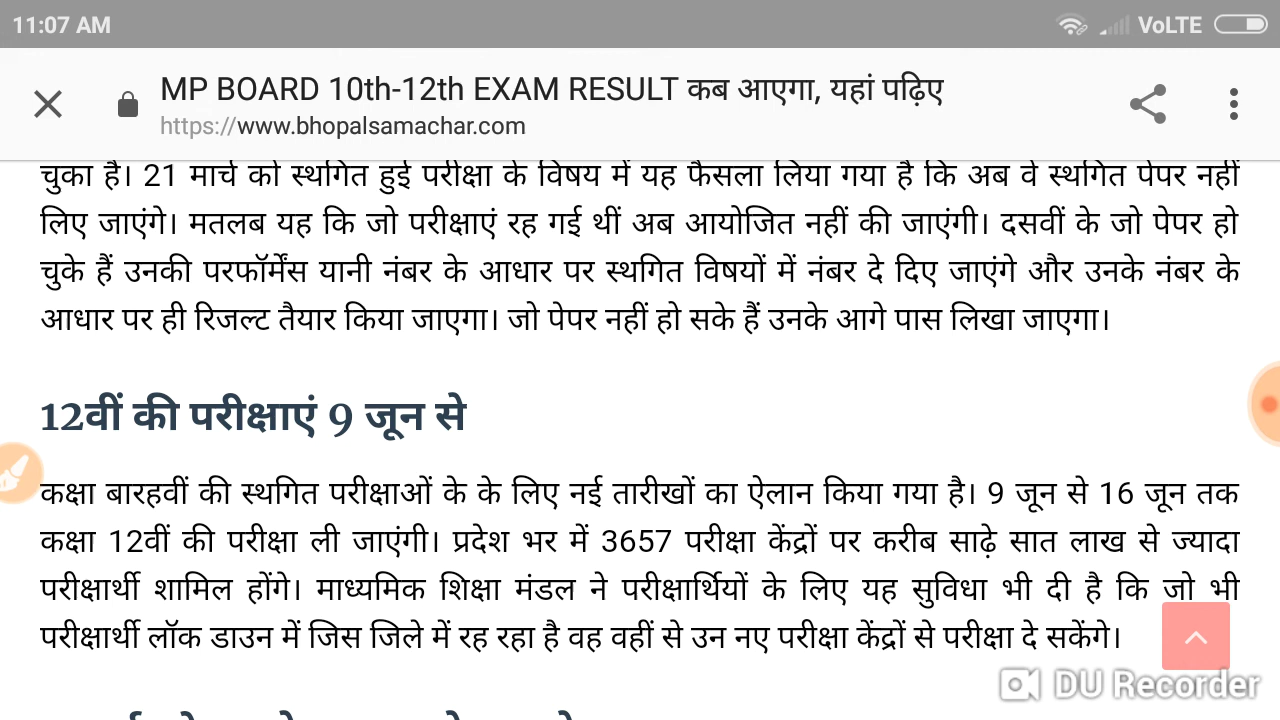 11:07 AM
VoLTE
MP BOARD 10th-12th EXAM RESULT कब आएगा, यहां पढ़िए
https://www.bhopalsamachar.com
चुका है। 21 मार्च को स्थगित हुई परीक्षा के विषय में यह फैसला लिया गया है कि अब वे स्थगित पेपर नहीं
लिए जाएंगे। मतलब यह कि जो परीक्षाएं रह गई थीं अब आयोजित नहीं की जाएंगी। दसवीं के जो पेपर हो
चुके हैं उनकी परफॉर्मेंस यानी नंबर के आधार पर स्थगित विषयों में नंबर दे दिए जाएंगे और उनके नंबर के
आधार पर ही रिजल्ट तैयार किया जाएगा। जो पेपर नहीं हो सके हैं उनके आगे पास लिखा जाएगा।
12वीं की परीक्षाएं 9 जून से
कक्षा बारहवीं की स्थगित परीक्षाओं के के लिए नई तारीखों का ऐलान किया गया है। 9 जून से 16 जून तक
कक्षा 12वीं की परीक्षा ली जाएंगी। प्रदेश भर में 3657 परीक्षा केंद्रों पर करीब साढ़े सात लाख से ज्यादा
परीक्षार्थी शामिल होंगे। माध्यमिक शिक्षा मंडल ने परीक्षार्थियों के लिए यह सुविधा भी दी है कि जो भी
परीक्षार्थी लॉक डाउन में जिस जिले में रह रहा है वह वहीं से उन नए परीक्षा केंद्रों से परीक्षा दे सकेंगे।
DU Recorder